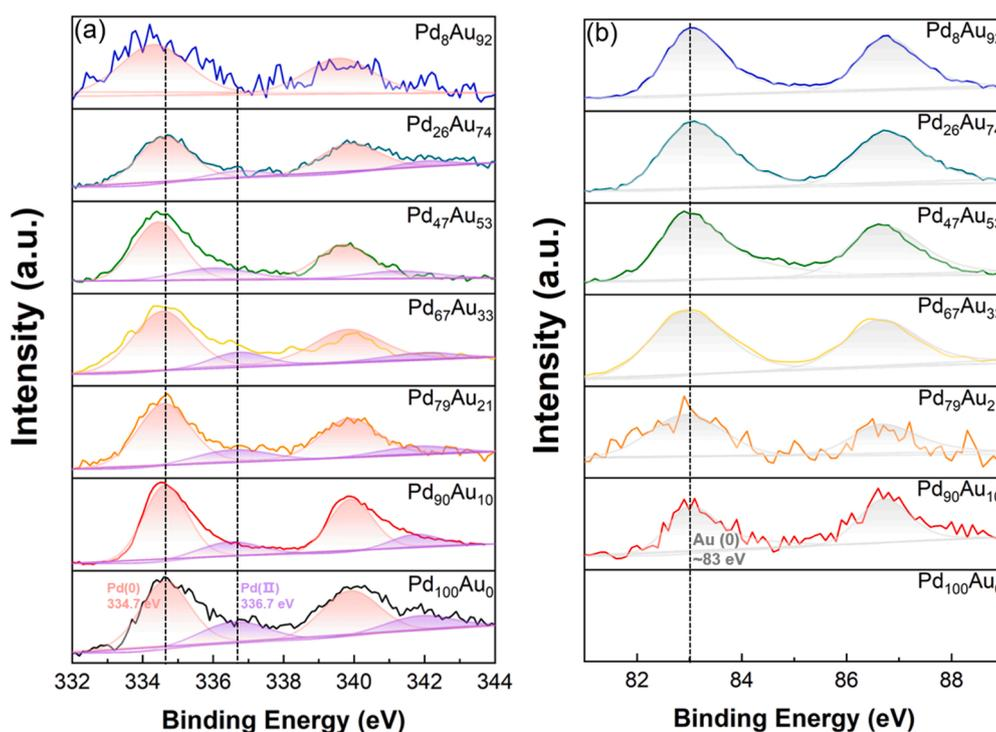 (a)
Pd8Au92
Pd26Au74
Pd47Au53
Pd67Au33
Pd79Au21
Pd90Au10
Pd100Au0
Pd(0)
334.7 eV
Pd(Ⅱ)
336.7 eV
332 334 336 338 340 342 344
Binding Energy (eV)
Intensity (a.u.)
(b)
Pd8Au92
Pd26Au74
Pd47Au53
Pd67Au33
Pd79Au2
Pd90Au10
Au (0)
~83 eV
Pd100Au
82 84 86 88
Binding Energy (eV)
Intensity (a.u.)